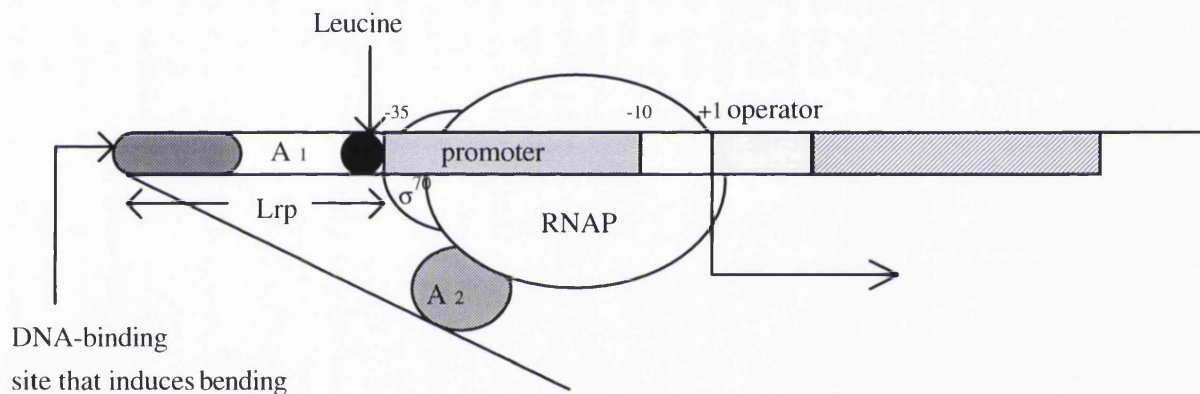 Leucine
-35
-10
+1 operator
A 1
promoter
Lrp
σ70
RNAP
A 2
DNA-binding
site that induces bending